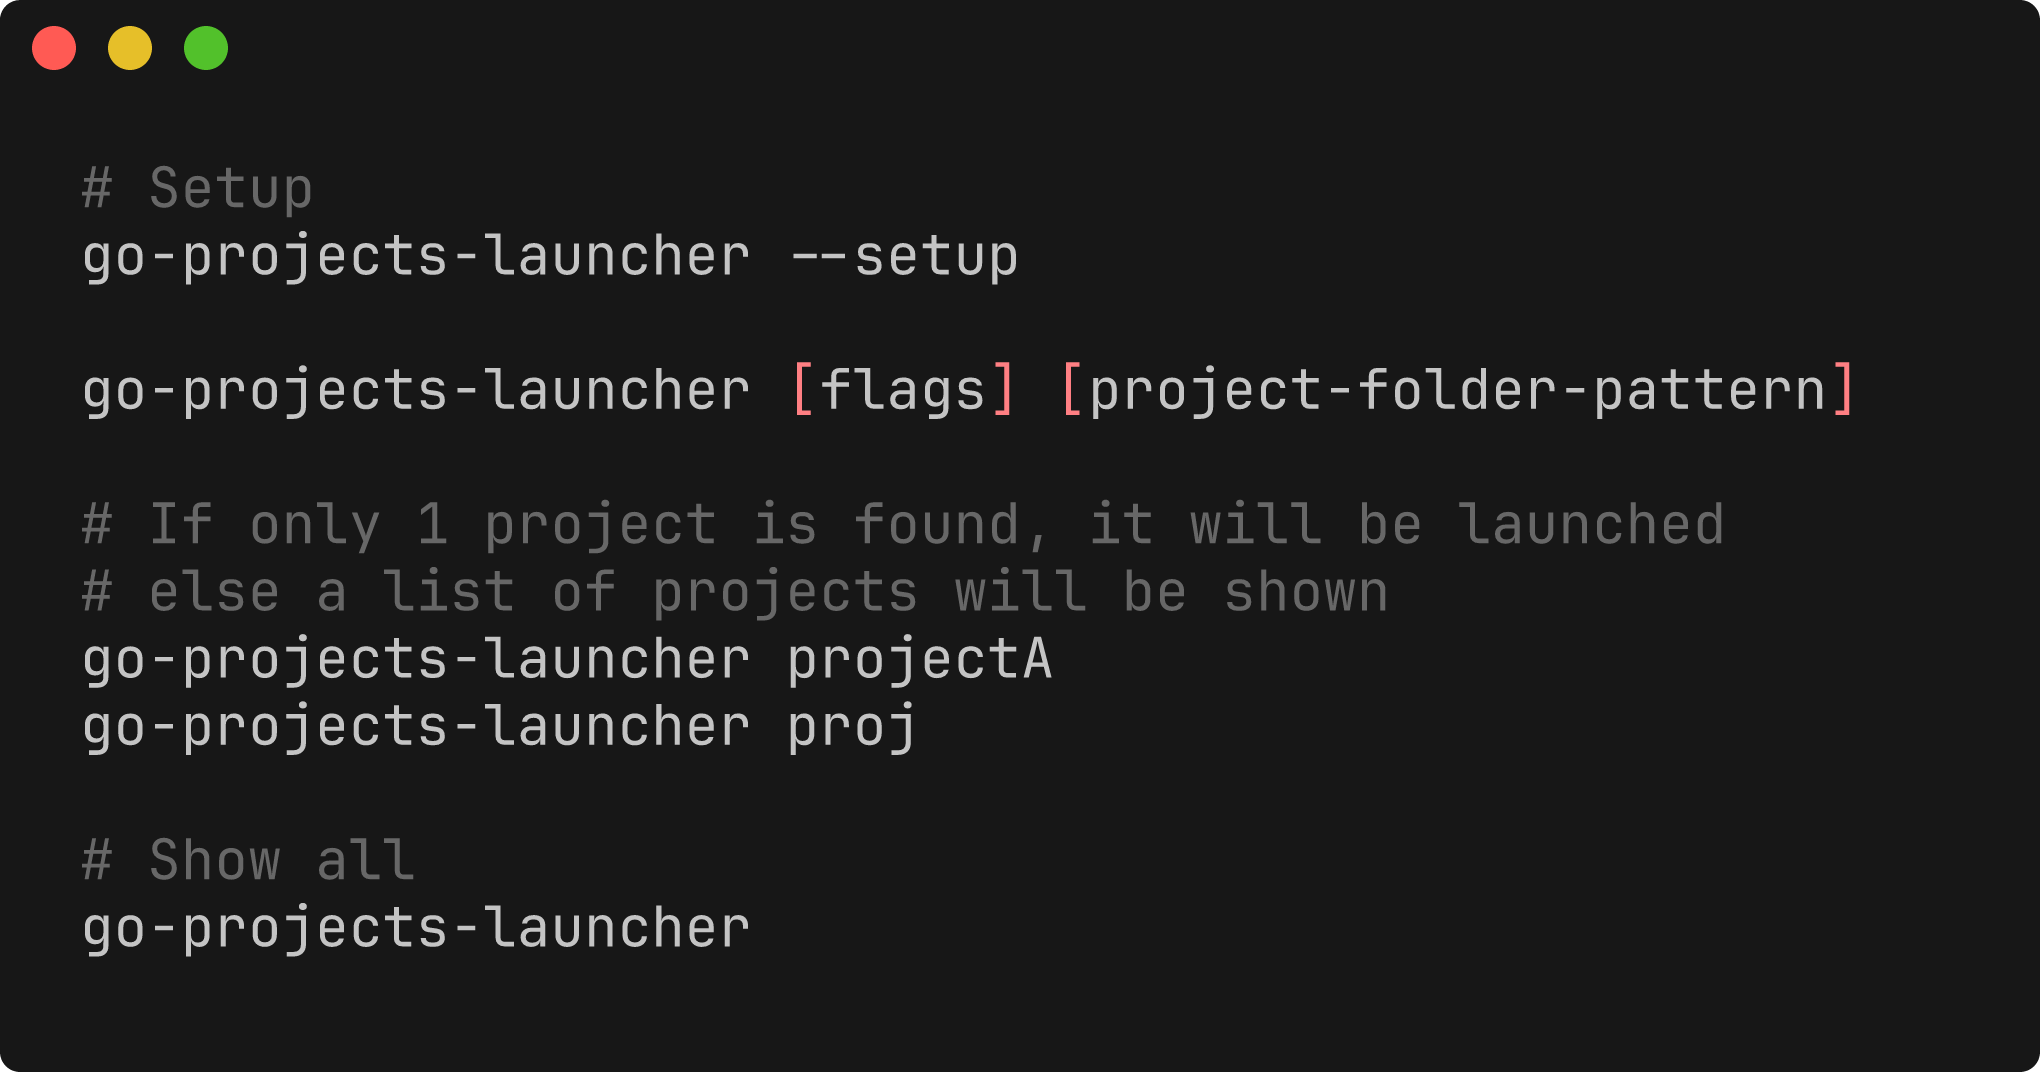 # Setup
go-projects-launcher --setup
go-projects-launcher [flags] [project-folder-pattern]
# If only 1 project is found, it will be launched
# else a list of projects will be shown
go-projects-launcher projectA
go-projects-launcher proj
# Show all
go-projects-launcher